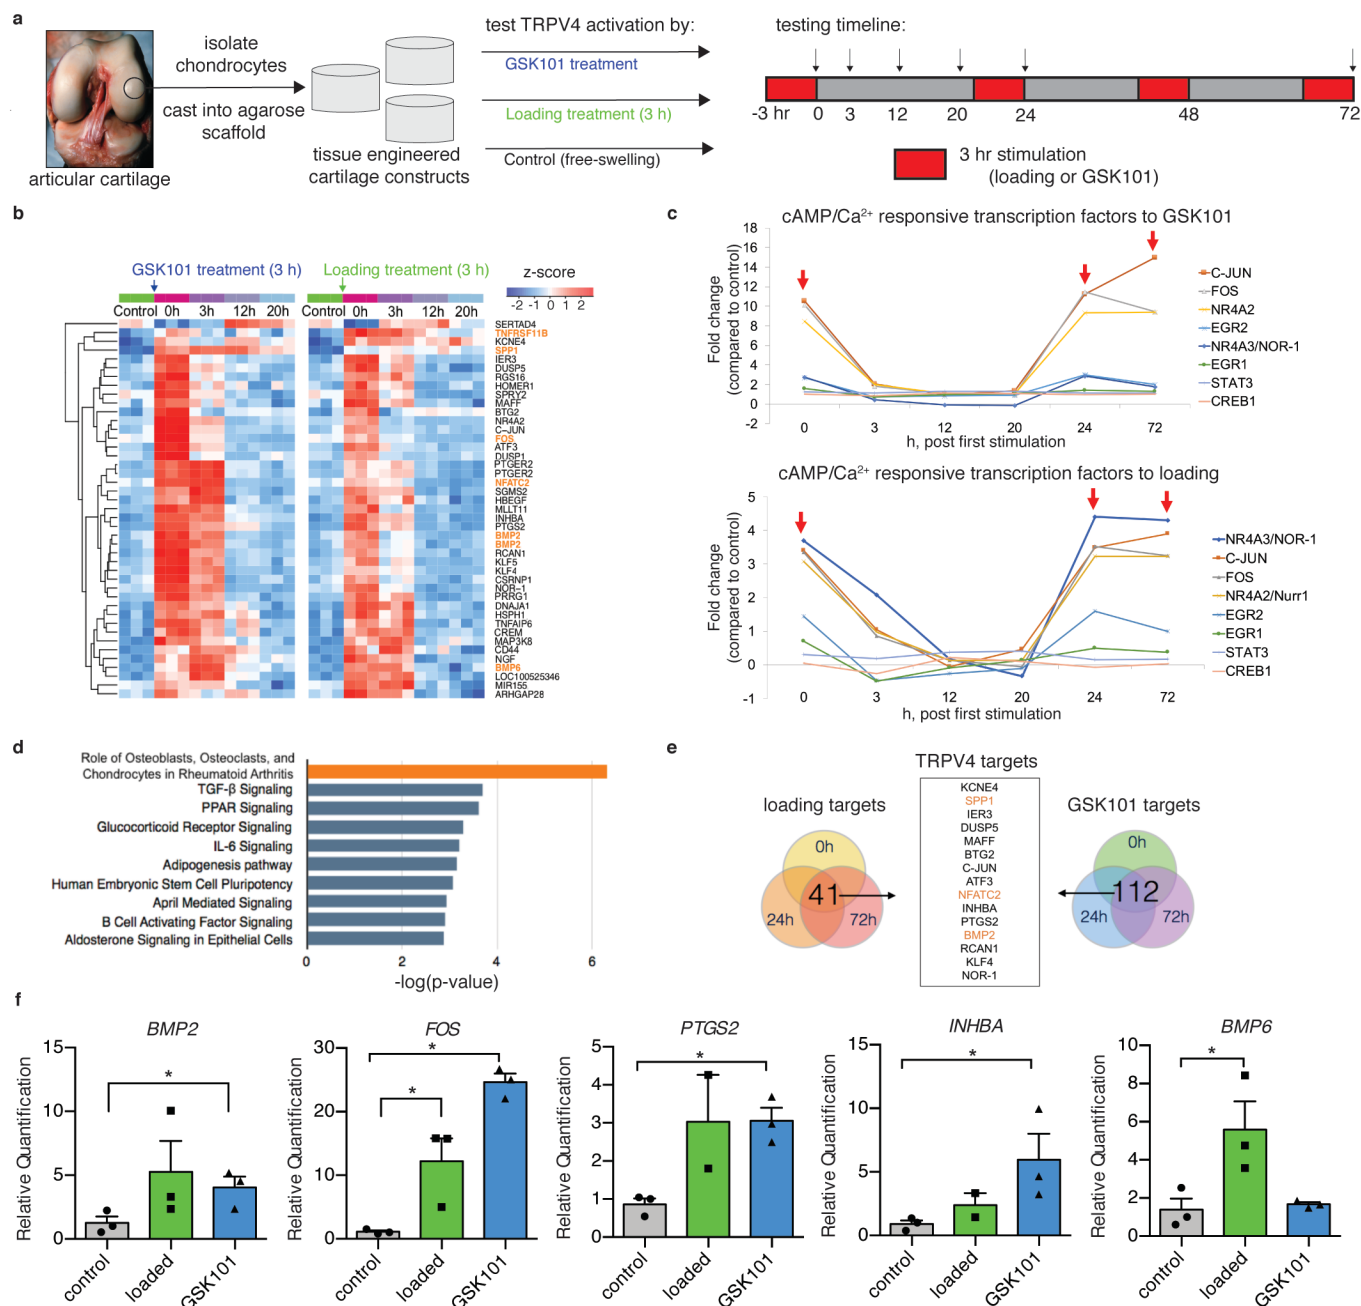 a
isolate
chondrocytes
cast into agarose
scaffold
articular cartilage
tissue engineered
cartilage constructs
test TRPV4 activation by:
GSK101 treatment
Loading treatment (3 h)
Control (free-swelling)
testing timeline:
-3 hr 0 3 12 20 24 48 72
3 hr stimulation
(loading or GSK101)
b
GSK101 treatment (3 h) Loading treatment (3 h)
z-score
-2 -1 0 1 2
Control 0h 3h 12h 20h Control 0h 3h 12h 20h
SERTAD4
TNFRSF11B
KCNE4
SPP1
IER3
DUSP5
RGS16
HOMER1
SPRY2
MAFF
BTG2
NR4A2
C-JUN
FOS
ATF3
DUSP1
PTGER2
PTGER2
NFATC2
SGMS2
HBEGF
MLLT11
INHBA
PTGS2
BMP2
BMP2
RCAN1
KLF5
KLF4
CSRNP1
NOR-1
PRRG1
DNAJA1
HSPH1
TNFAIP6
CREM
MAP3K8
CD44
NGF
BMP6
LOC100525346
MIR155
ARHGAP28
c
cAMP/Ca²⁺ responsive transcription factors to GSK101
Fold change
(compared to control)
18
16
14
12
10
8
6
4
2
0
-2
0 3 12 20 24 72
h, post first stimulation
C-JUN
FOS
NR4A2
EGR2
NR4A3/NOR-1
EGR1
STAT3
CREB1
cAMP/Ca²⁺ responsive transcription factors to loading
Fold change
(compared to control)
5
4
3
2
1
0
-1
0 3 12 20 24 72
h, post first stimulation
NR4A3/NOR-1
C-JUN
FOS
NR4A2/Nurr1
EGR2
EGR1
STAT3
CREB1
d
Role of Osteoblasts, Osteoclasts, and
Chondrocytes in Rheumatoid Arthritis
TGF-β Signaling
PPAR Signaling
Glucocorticoid Receptor Signaling
IL-6 Signaling
Adipogenesis pathway
Human Embryonic Stem Cell Pluripotency
April Mediated Signaling
B Cell Activating Factor Signaling
Aldosterone Signaling in Epithelial Cells
0 2 4 6
-log(p-value)
e
TRPV4 targets
loading targets
0h
41
24h 72h
KCNE4
SPP1
IER3
DUSP5
MAFF
BTG2
C-JUN
ATF3
NFATC2
INHBA
PTGS2
BMP2
RCAN1
KLF4
NOR-1
GSK101 targets
0h
112
24h 72h
f
BMP2
Relative Quantification
15
10
5
0
*
control loaded GSK101
FOS
Relative Quantification
30
20
10
0
*
*
control loaded GSK101
PTGS2
Relative Quantification
5
4
3
2
1
0
*
control loaded GSK101
INHBA
Relative Quantification
15
10
5
0
*
control loaded GSK101
BMP6
Relative Quantification
10
8
6
4
2
0
*
control loaded GSK101